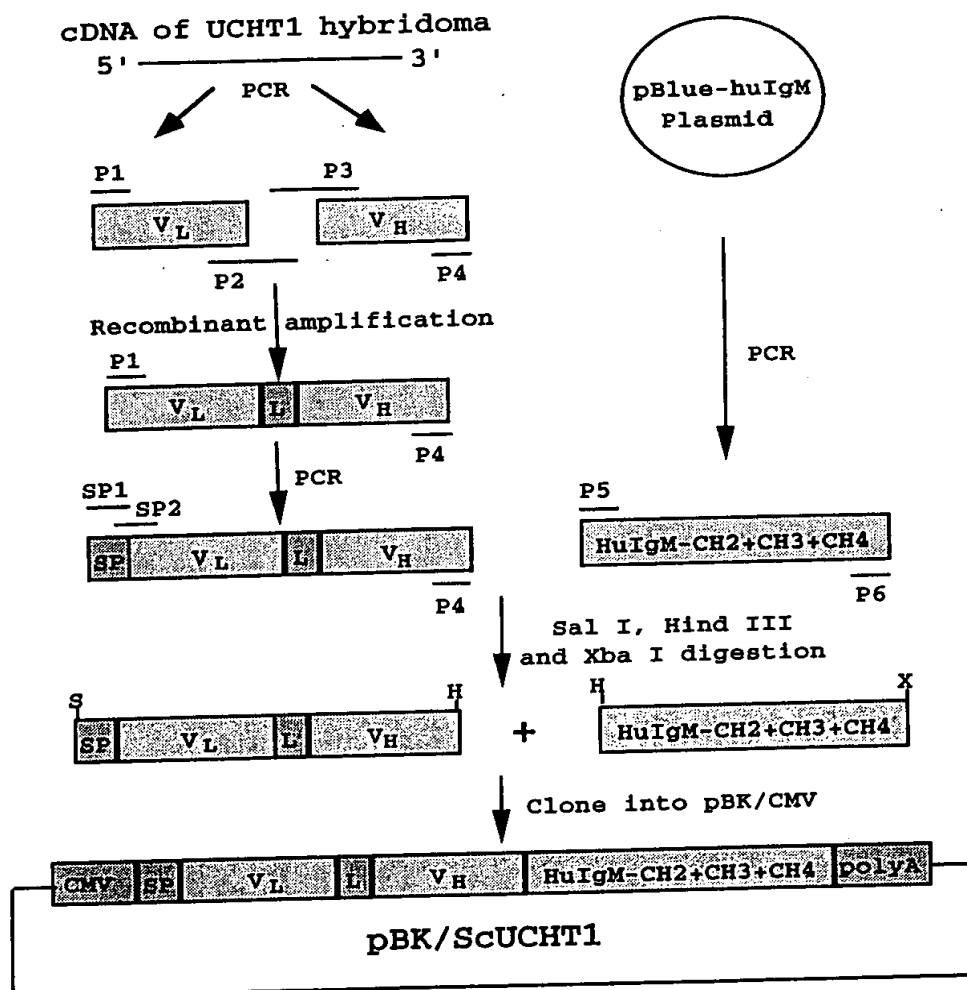 cDNA of UCHT1 hybridoma
5' 3'
PCR
pBlue-huIgM
Plasmid
P1
P3
VL
VH
P2
P4
Recombinant amplification
PCR
P1
VL
L
VH
P4
PCR
SP1
SP2
P5
SP
VL
L
VH
HuIgM-CH2+CH3+CH4
P4
P6
Sal I, Hind III
and Xba I digestion
S
H
H
X
SP
VL
L
VH
+
HuIgM-CH2+CH3+CH4
Clone into pBK/CMV
CMV
SP
VL
L
VH
HuIgM-CH2+CH3+CH4
polyA
pBK/ScUCHT1